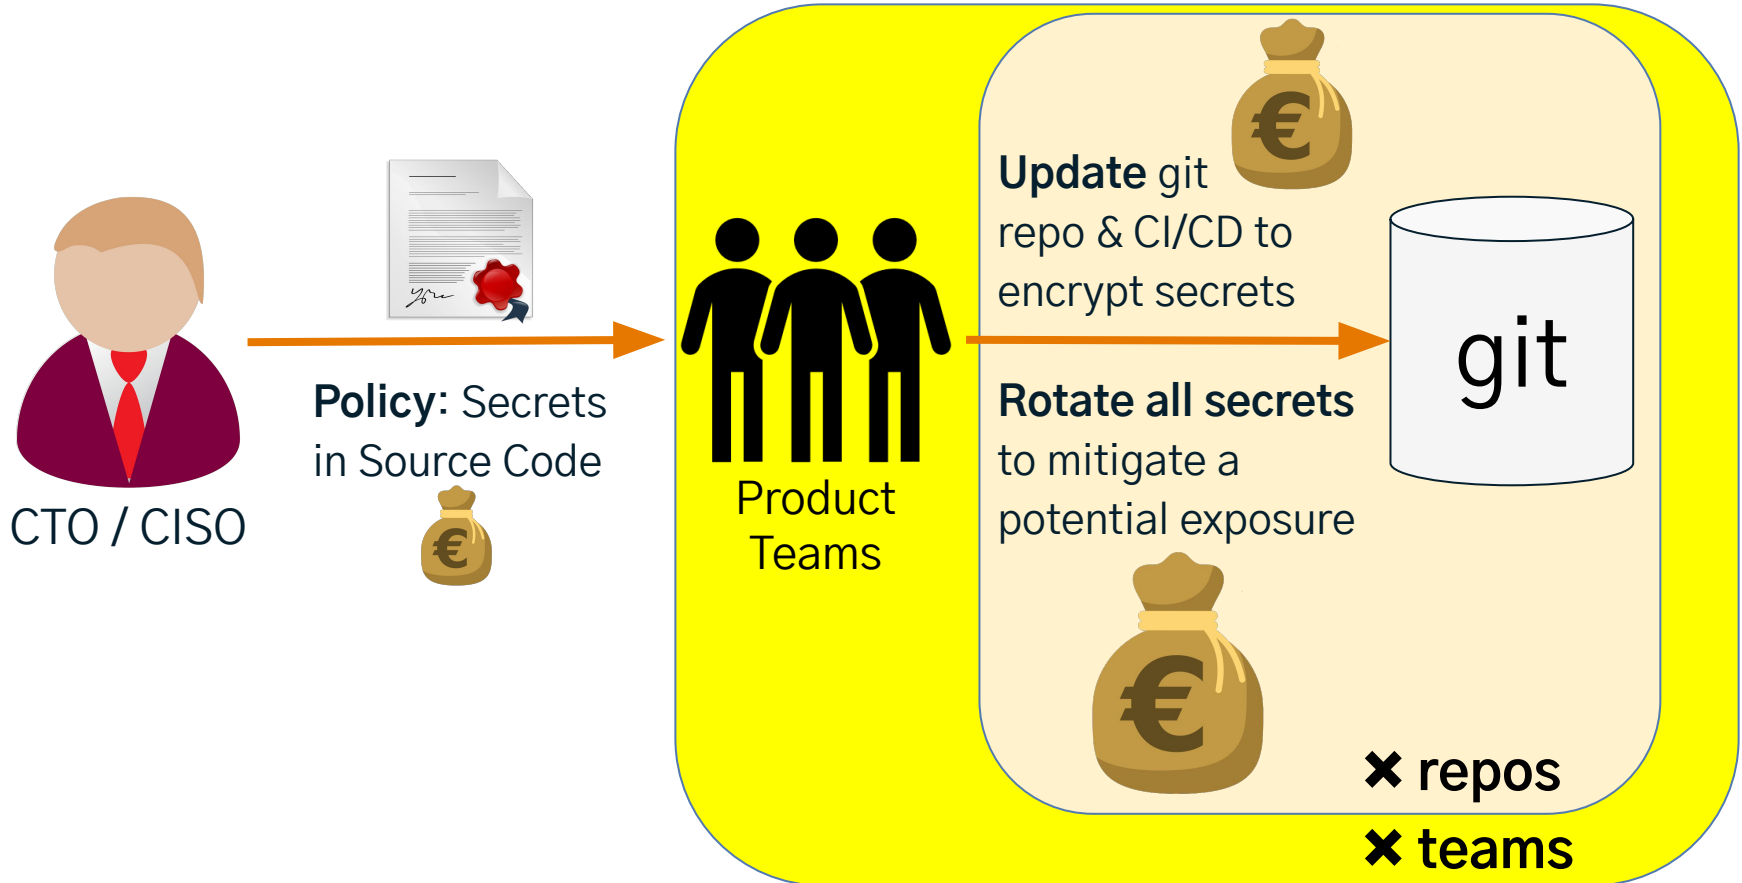 CTO / CISO
Policy: Secrets
in Source Code
€
Product
Teams
€
Update git
repo & CI/CD to
encrypt secrets
Rotate all secrets
to mitigate a
potential exposure
€
git
✖ repos
✖ teams